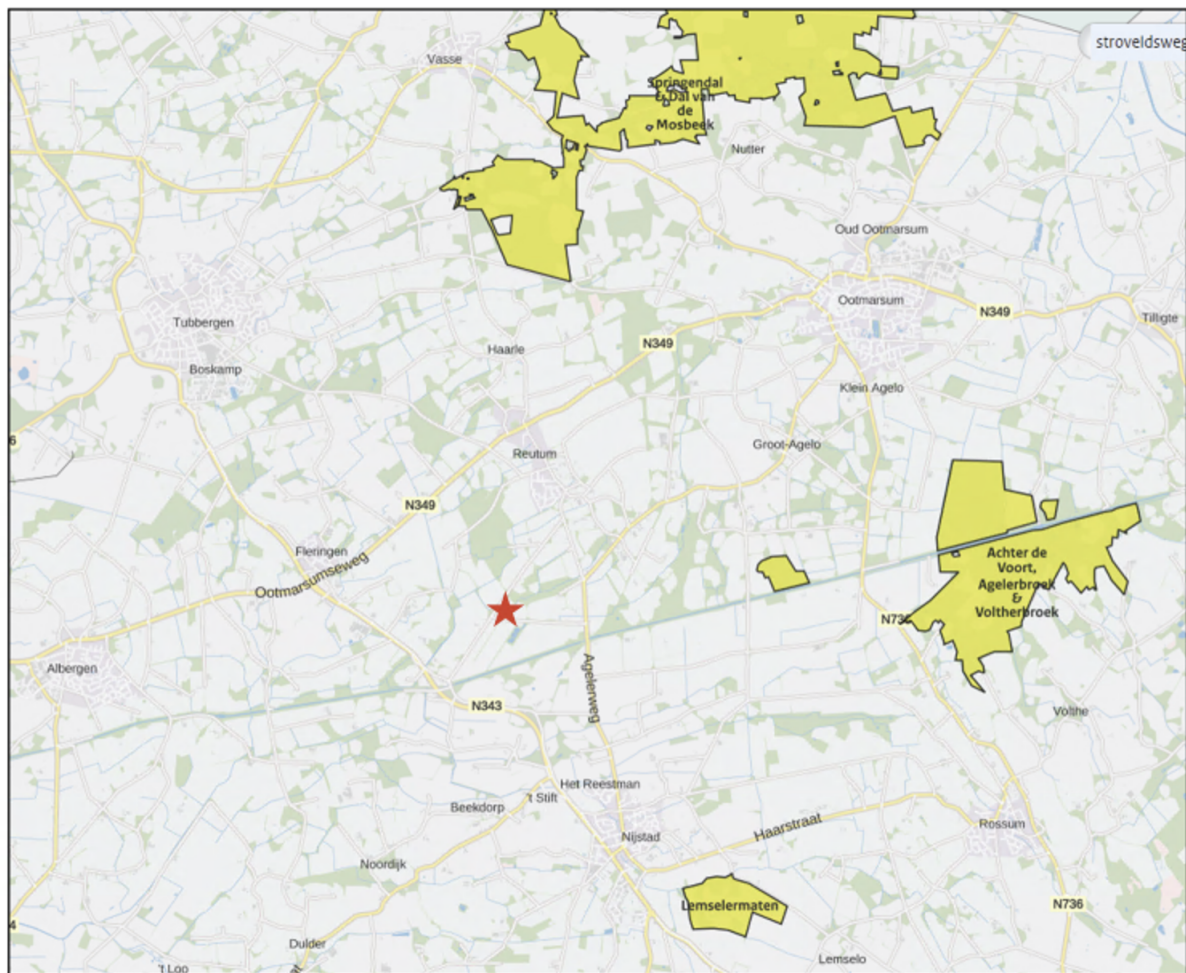 stroveldsweg
Vasse
Springendal
& Dal van
de
Mosbeek
Nutter
Oud Ootmarsum
Ootmarsum
N349
Tilligte
Tubbergen
Haarle
N349
Boskamp
Klein Agelo
6
Groot-Agelo
Reutum
N349
Fleringen
Ootmarsumseweg
Achter de
Voort,
Agelerbroek
&
Voltherbroek
N736
Albergen
Agelerweg
N343
Volthe
Het Reestman
't Stift
Beekdorp
Nijstad
Haarstraat
Rossum
Noordijk
Lemselermaten
N736
4
Dulder
Lemselo
't Loo